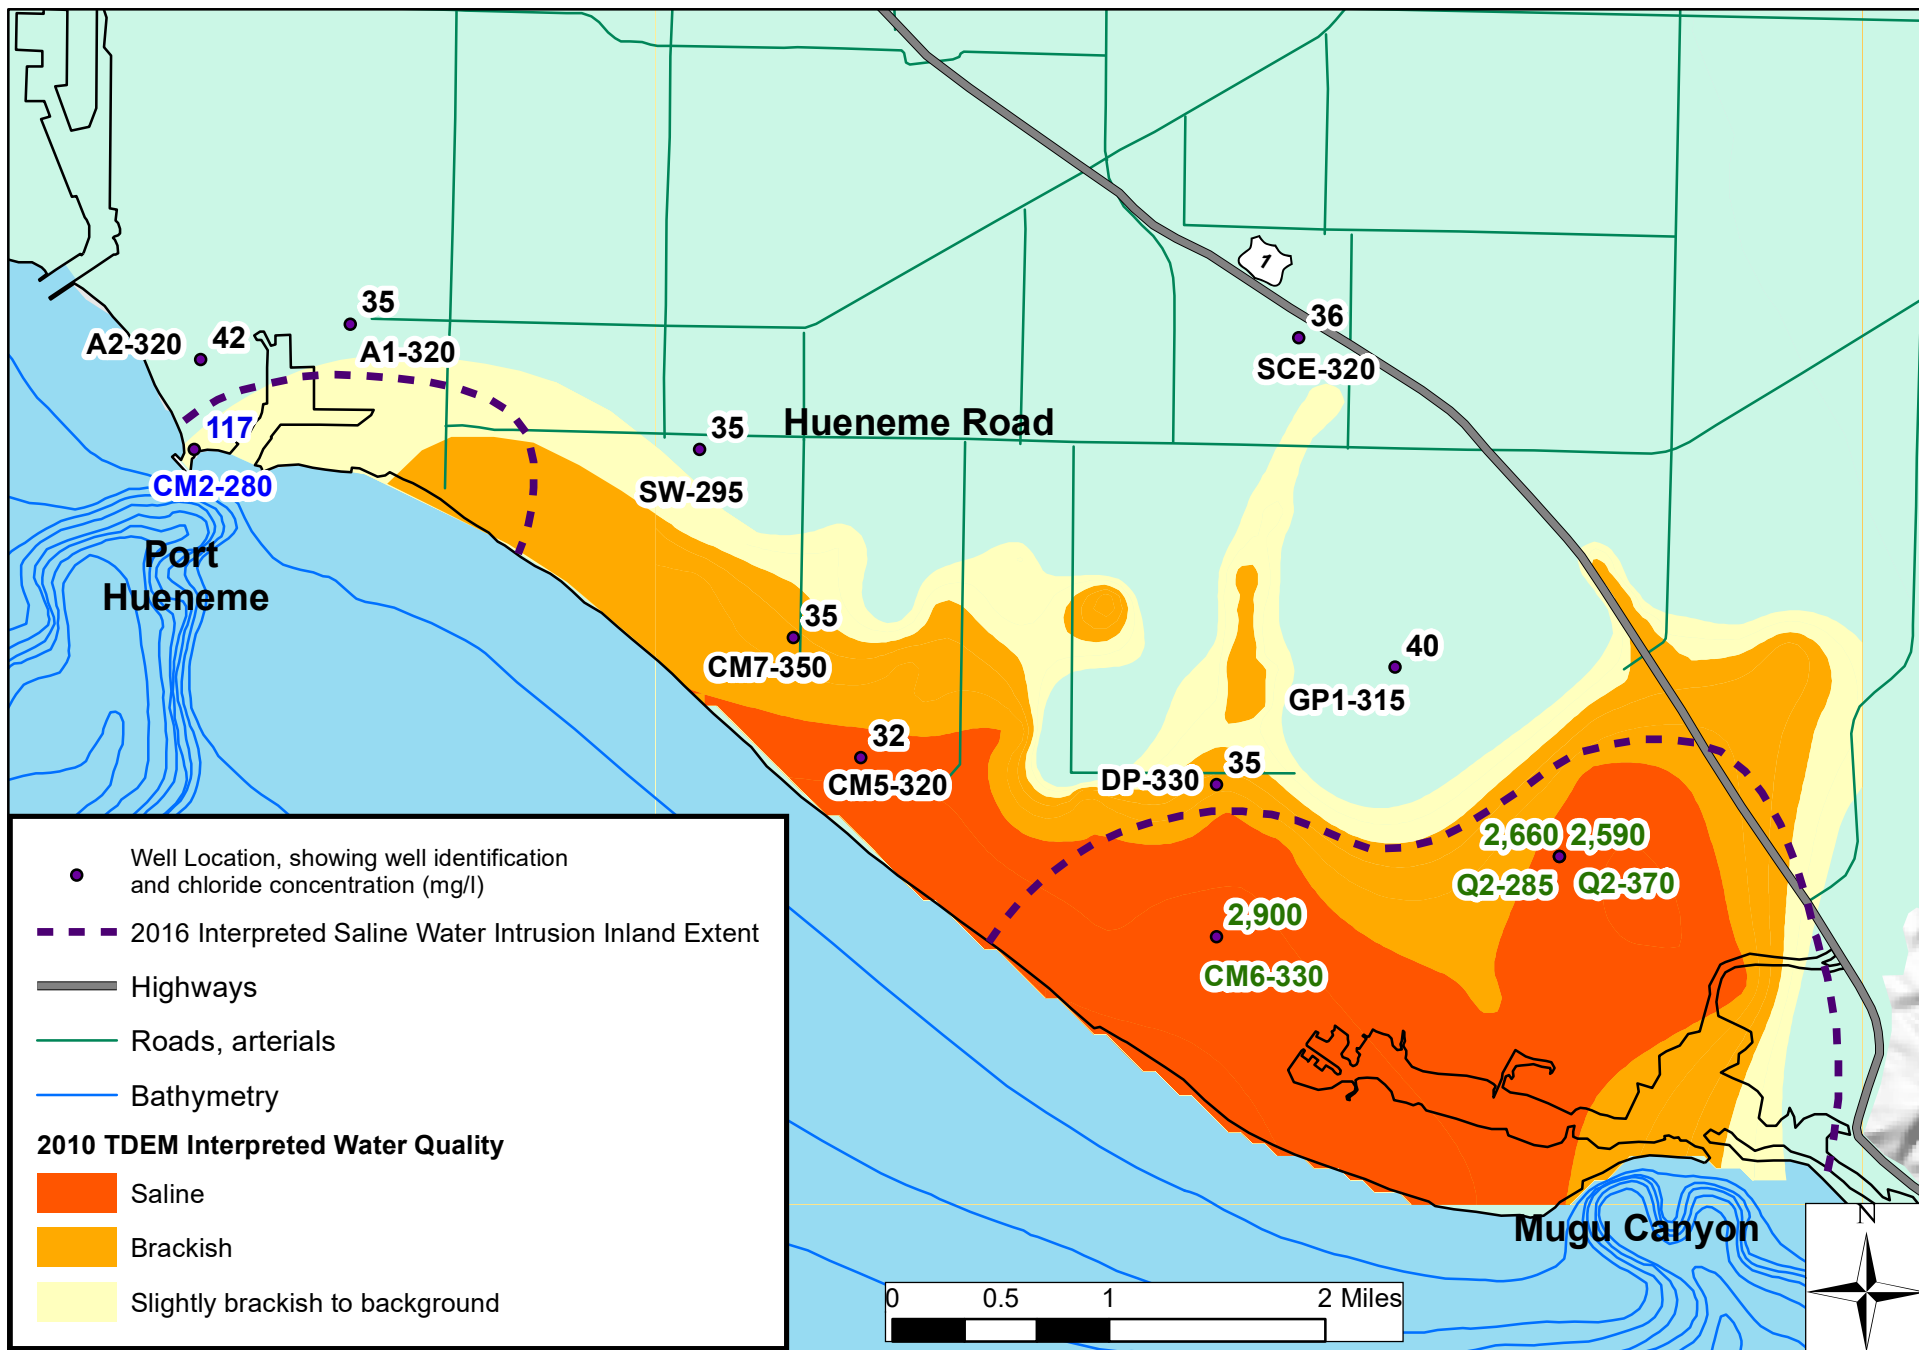 1
35
36
A2-320
42
A1-320
SCE-320
117
35
Hueneme Road
CM2-280
SW-295
Port
Hueneme
35
CM7-350
40
GP1-315
32
CM5-320
DP-330
35
2,660 2,590
Q2-285 Q2-370
2,900
CM6-330
Mugu Canyon
Well Location, showing well identification
and chloride concentration (mg/l)
2016 Interpreted Saline Water Intrusion Inland Extent
Highways
Roads, arterials
Bathymetry
2010 TDEM Interpreted Water Quality
Saline
Brackish
Slightly brackish to background
0 0.5 1 2 Miles
N